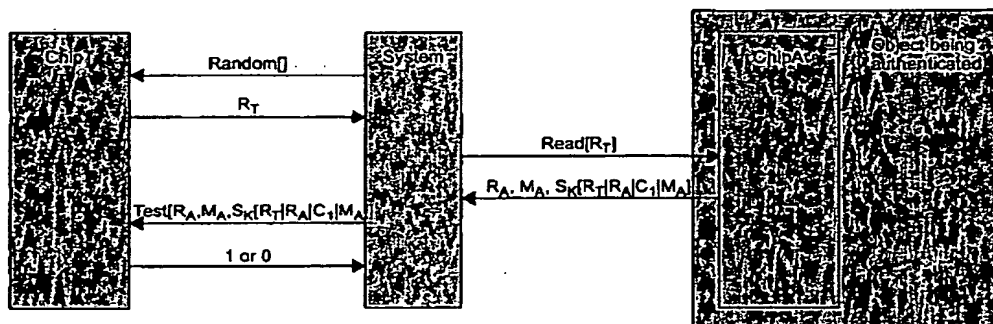 Chip
System
ChipA
Object being
authenticated
Random[]
R_T
Read[R_T]
R_A, M_A, S_K[R_T|R_A|C_1|M_A]
Test[R_A,M_A,S_K[R_T|R_A|C_1|M_A
1 or 0